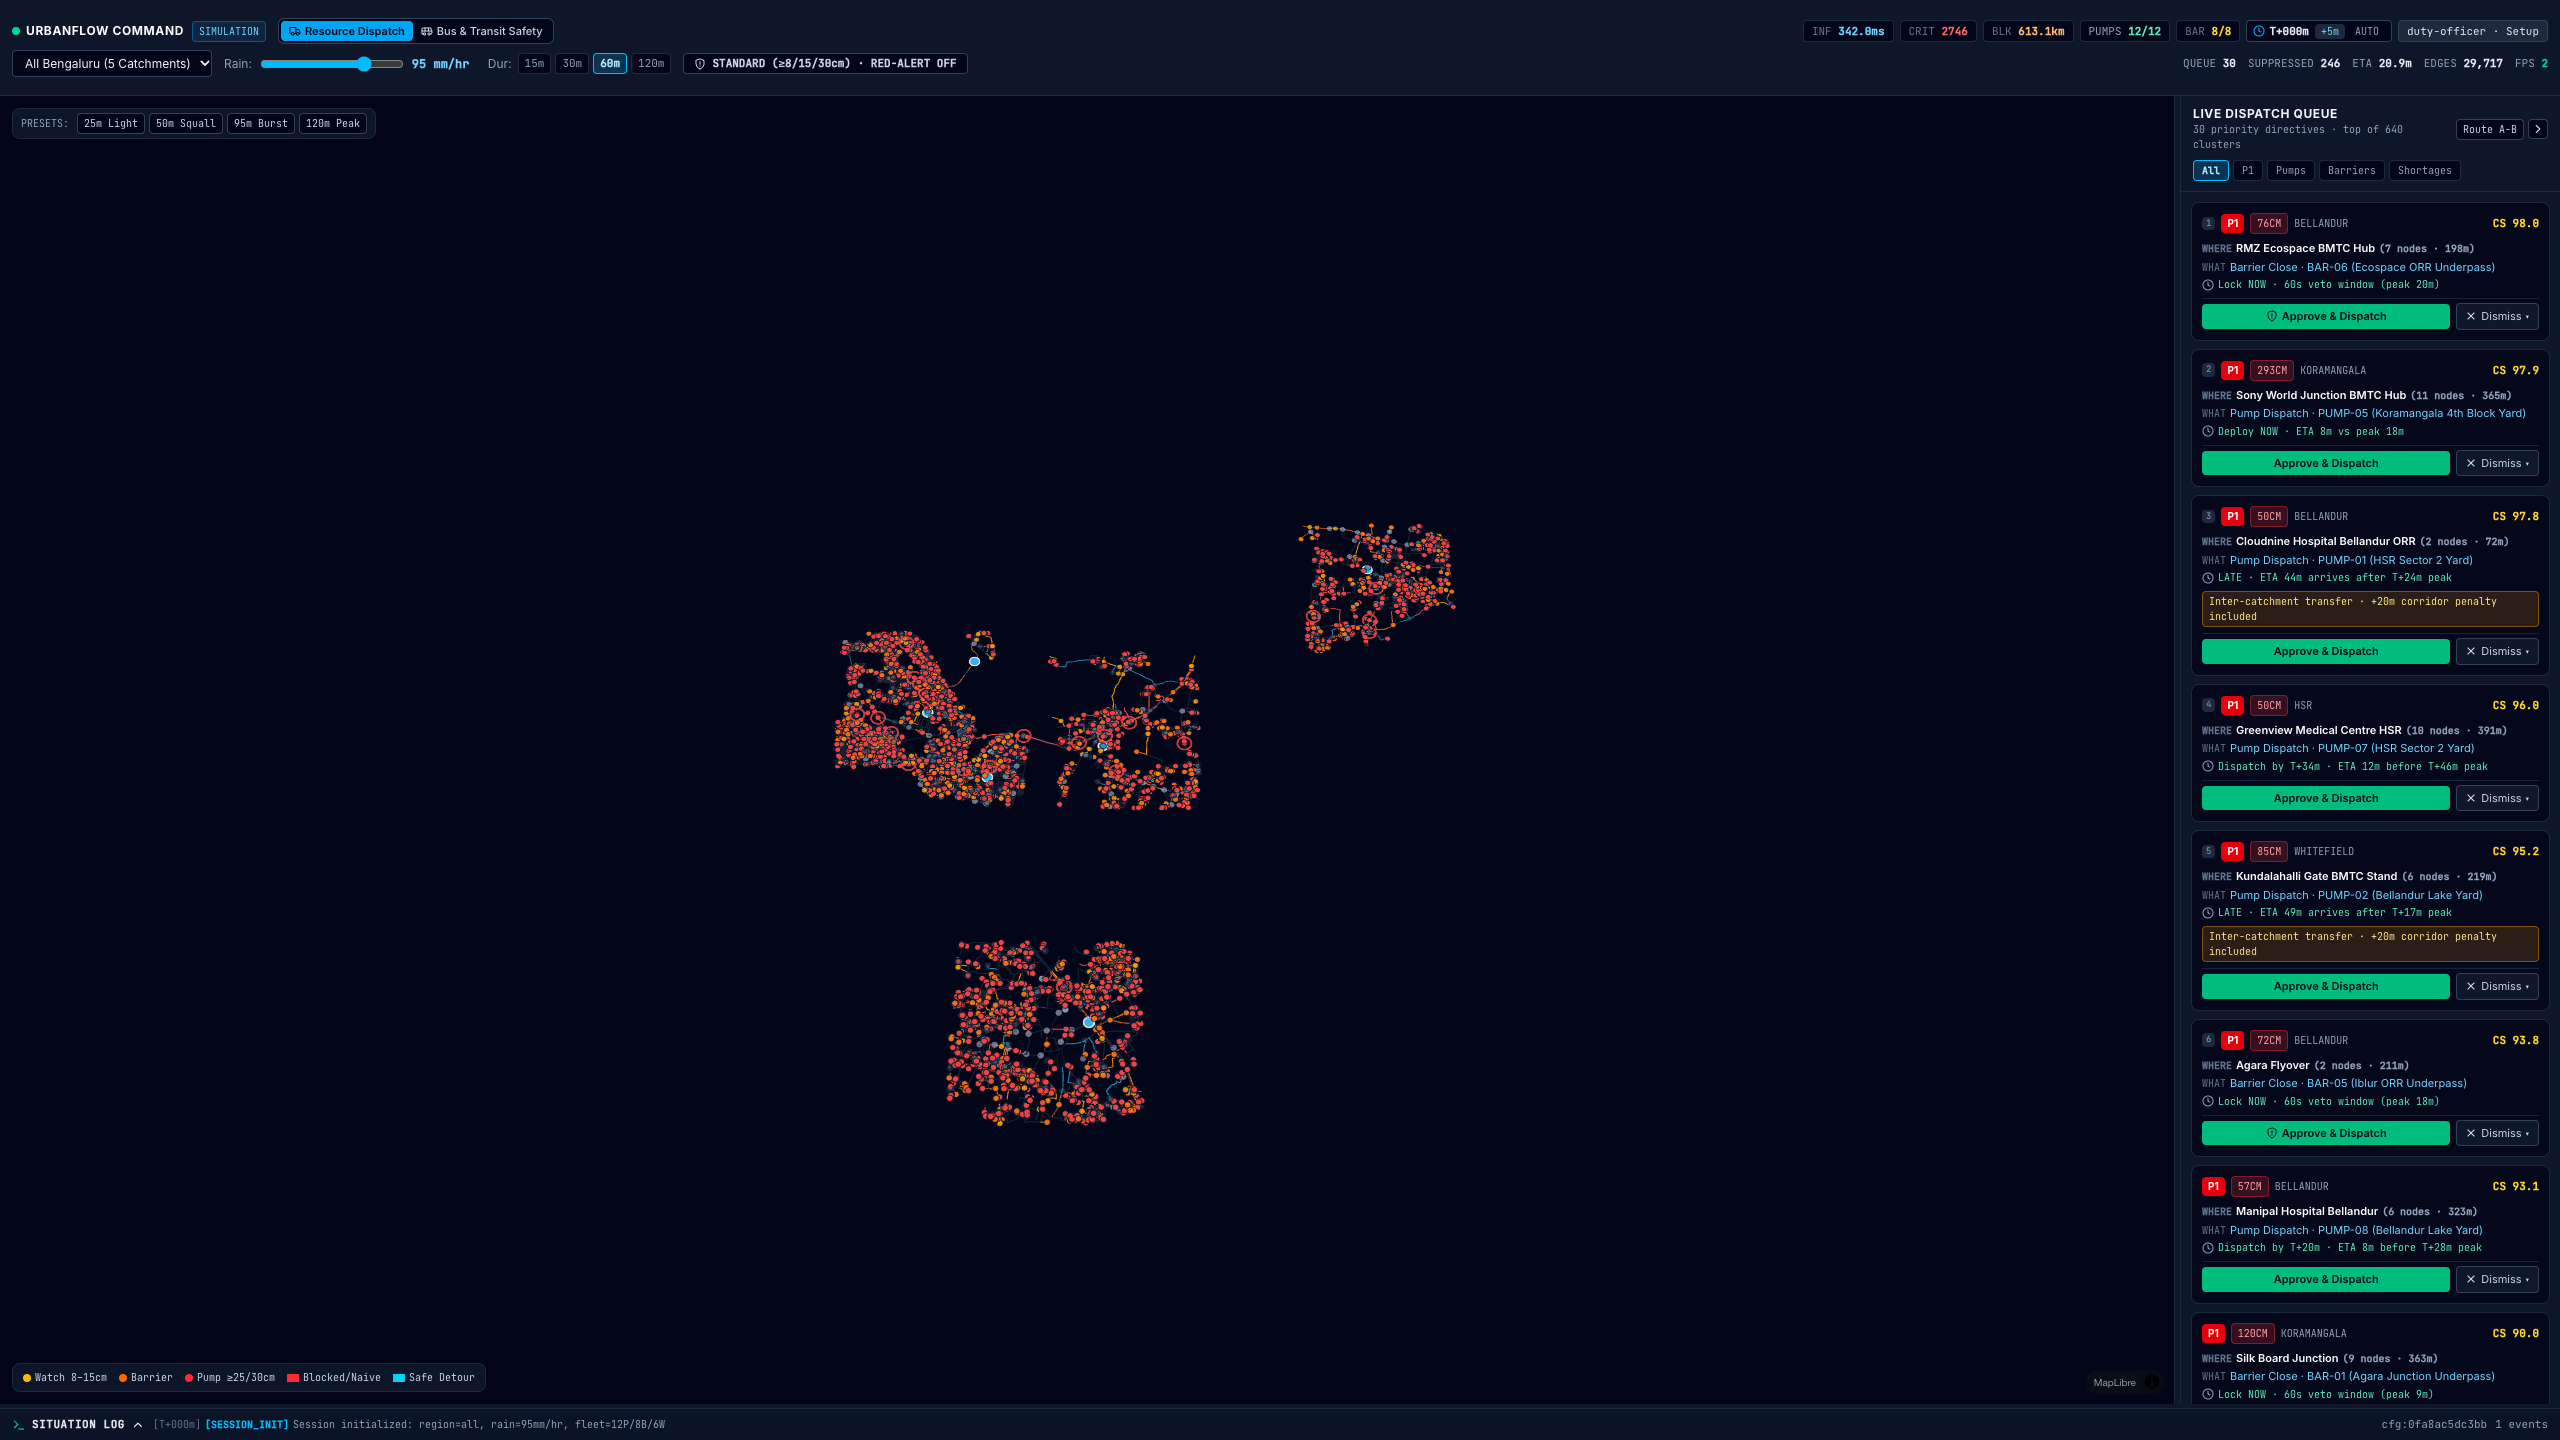 URBANFLOW COMMAND SIMULATION Resource Dispatch Bus & Transit Safety INF 342.0ms CRIT 2746 BLK 613.1km PUMPS 12/12 BAR 8/8 T+000m +5m AUTO duty-officer · Setup
All Bengaluru (5 Catchments) Rain: 95 mm/hr Dur: 15m 30m 60m 120m STANDARD (≥8/15/30cm) · RED-ALERT OFF QUEUE 30 SUPPRESSED 246 ETA 20.9m EDGES 29,717 FPS 2
PRESETS: 25m Light 50m Squall 95m Burst 120m Peak
LIVE DISPATCH QUEUE
30 priority directives · top of 640
clusters
Route A-B
All P1 Pumps Barriers Shortages
1 P1 76CM BELLANDUR CS 98.0
WHERE RMZ Ecospace BMTC Hub (7 nodes · 198m)
WHAT Barrier Close · BAR-06 (Ecospace ORR Underpass)
Lock NOW · 60s veto window (peak 20m)
Approve & Dispatch Dismiss
2 P1 293CM KORAMANGALA CS 97.9
WHERE Sony World Junction BMTC Hub (11 nodes · 365m)
WHAT Pump Dispatch · PUMP-05 (Koramangala 4th Block Yard)
Deploy NOW · ETA 8m vs peak 18m
Approve & Dispatch Dismiss
3 P1 50CM BELLANDUR CS 97.8
WHERE Cloudnine Hospital Bellandur ORR (2 nodes · 72m)
WHAT Pump Dispatch · PUMP-01 (HSR Sector 2 Yard)
LATE · ETA 44m arrives after T+24m peak
Inter-catchment transfer · +20m corridor penalty
included
Approve & Dispatch Dismiss
4 P1 50CM HSR CS 96.0
WHERE Greenview Medical Centre HSR (10 nodes · 391m)
WHAT Pump Dispatch · PUMP-07 (HSR Sector 2 Yard)
Dispatch by T+34m · ETA 12m before T+46m peak
Approve & Dispatch Dismiss
5 P1 85CM WHITEFIELD CS 95.2
WHERE Kundalahalli Gate BMTC Stand (6 nodes · 219m)
WHAT Pump Dispatch · PUMP-02 (Bellandur Lake Yard)
LATE · ETA 49m arrives after T+17m peak
Inter-catchment transfer · +20m corridor penalty
included
Approve & Dispatch Dismiss
6 P1 72CM BELLANDUR CS 93.8
WHERE Agara Flyover (2 nodes · 211m)
WHAT Barrier Close · BAR-05 (Iblur ORR Underpass)
Lock NOW · 60s veto window (peak 18m)
Approve & Dispatch Dismiss
P1 57CM BELLANDUR CS 93.1
WHERE Manipal Hospital Bellandur (6 nodes · 323m)
WHAT Pump Dispatch · PUMP-08 (Bellandur Lake Yard)
Dispatch by T+20m · ETA 8m before T+28m peak
Approve & Dispatch Dismiss
P1 120CM KORAMANGALA CS 90.0
WHERE Silk Board Junction (9 nodes · 363m)
WHAT Barrier Close · BAR-01 (Agara Junction Underpass)
Lock NOW · 60s veto window (peak 9m)
Watch 8–15cm Barrier Pump ≥25/30cm Blocked/Naive Safe Detour
MapLibre
SITUATION LOG [T+000m] [SESSION_INIT] Session initialized: region=all, rain=95mm/hr, fleet=12P/8B/6W cfg:0fa8ac5dc3bb 1 events